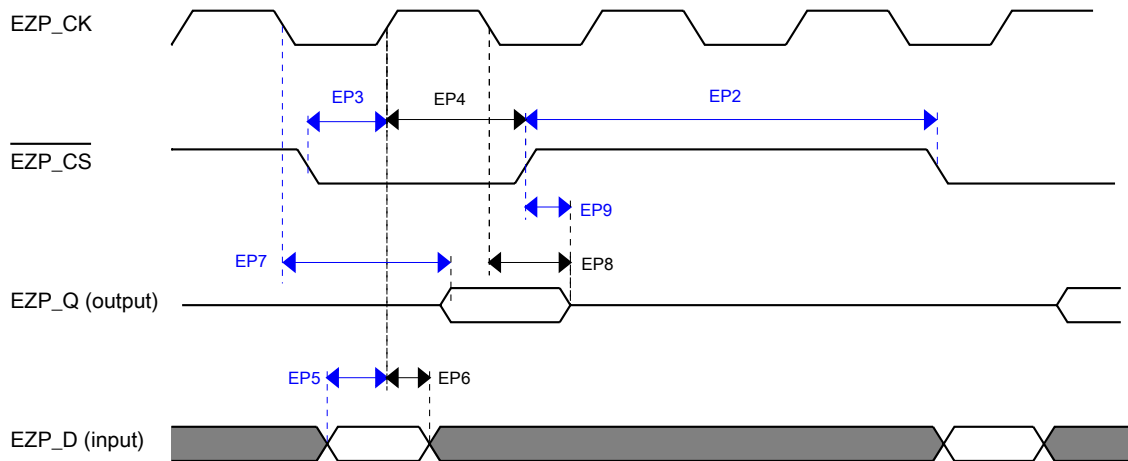 EZP_CK
EP3
EP4
EP2
EZP_CS
EP9
EP7
EP8
EZP_Q (output)
EP5
EP6
EZP_D (input)